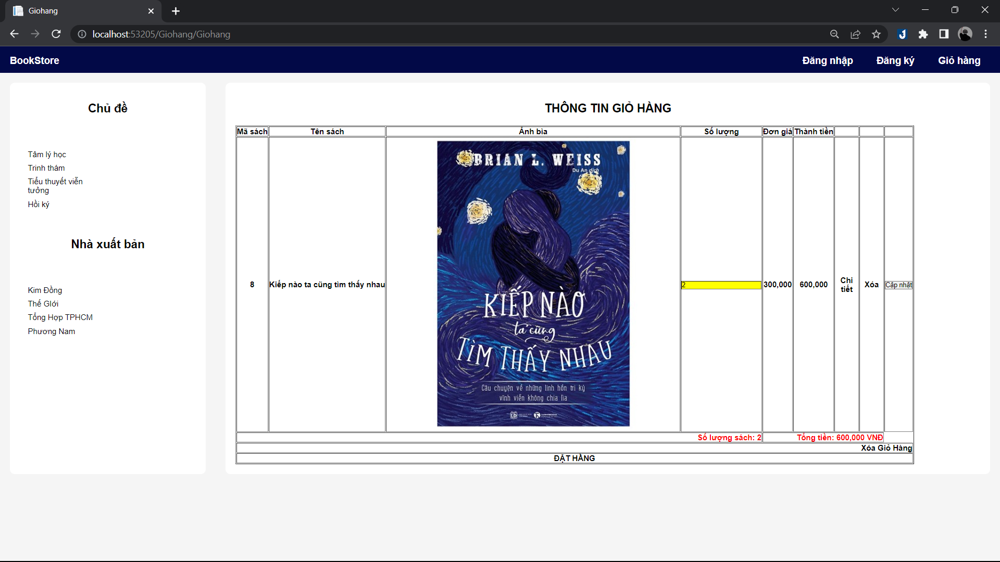 Giohang
localhost:53205/Giohang/Giohang
BookStore
Đăng nhập
Đăng ký
Giỏ hàng
Chủ đề
Tâm lý học
Trinh thám
Tiểu thuyết viễn
tưởng
Hồi ký
Nhà xuất bản
Kim Đồng
Thế GIới
Tổng Hợp TPHCM
Phương Nam
THÔNG TIN GIỎ HÀNG
Mã sách Tên sách Ảnh bìa Số lượng Đơn giá Thành tiền
BRIAN L. WEISS
Du An dịch
KIẾP NÀO
ta cũng
TÌM THẤY NHAU
Câu chuyện về những linh hồn tri kỷ
vĩnh viễn không chia lìa
8 Kiếp nào ta cũng tìm thấy nhau 2 300,000 600,000 Chi
tiết Xóa Cập nhật
Số lượng sách: 2 Tổng tiền: 600,000 VNĐ
Xóa Giỏ Hàng
ĐẶT HÀNG